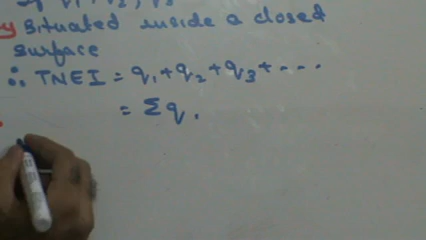 situated inside a closed
surface
∴ TNEI = q₁+q₂+q₃+---
= Σq.